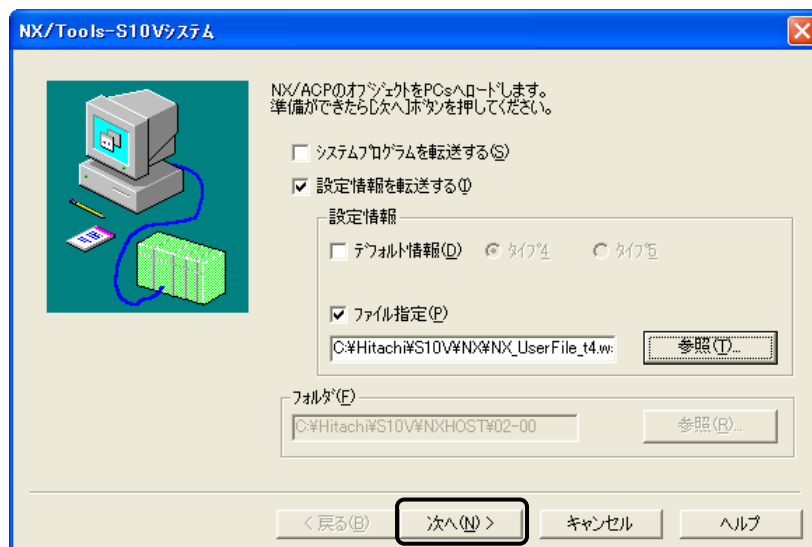 NX/Tools-S10Vシステム
NX/ACPのオブジェクトをPCsへロードします。
準備ができたら[次へ]ボタンを押してください。
システムプログラムを転送する(S)
設定情報を転送する(I)
設定情報
デフォルト情報(D) タイプ4 タイプ5
ファイル指定(P)
C:¥Hitachi¥S10V¥NX¥NX_UserFile_t4.w: 参照(T)...
フォルダ(F)
C:¥Hitachi¥S10V¥NXHOST¥02-00 参照(R)...
< 戻る(B) 次へ(N) > キャンセル ヘルプ